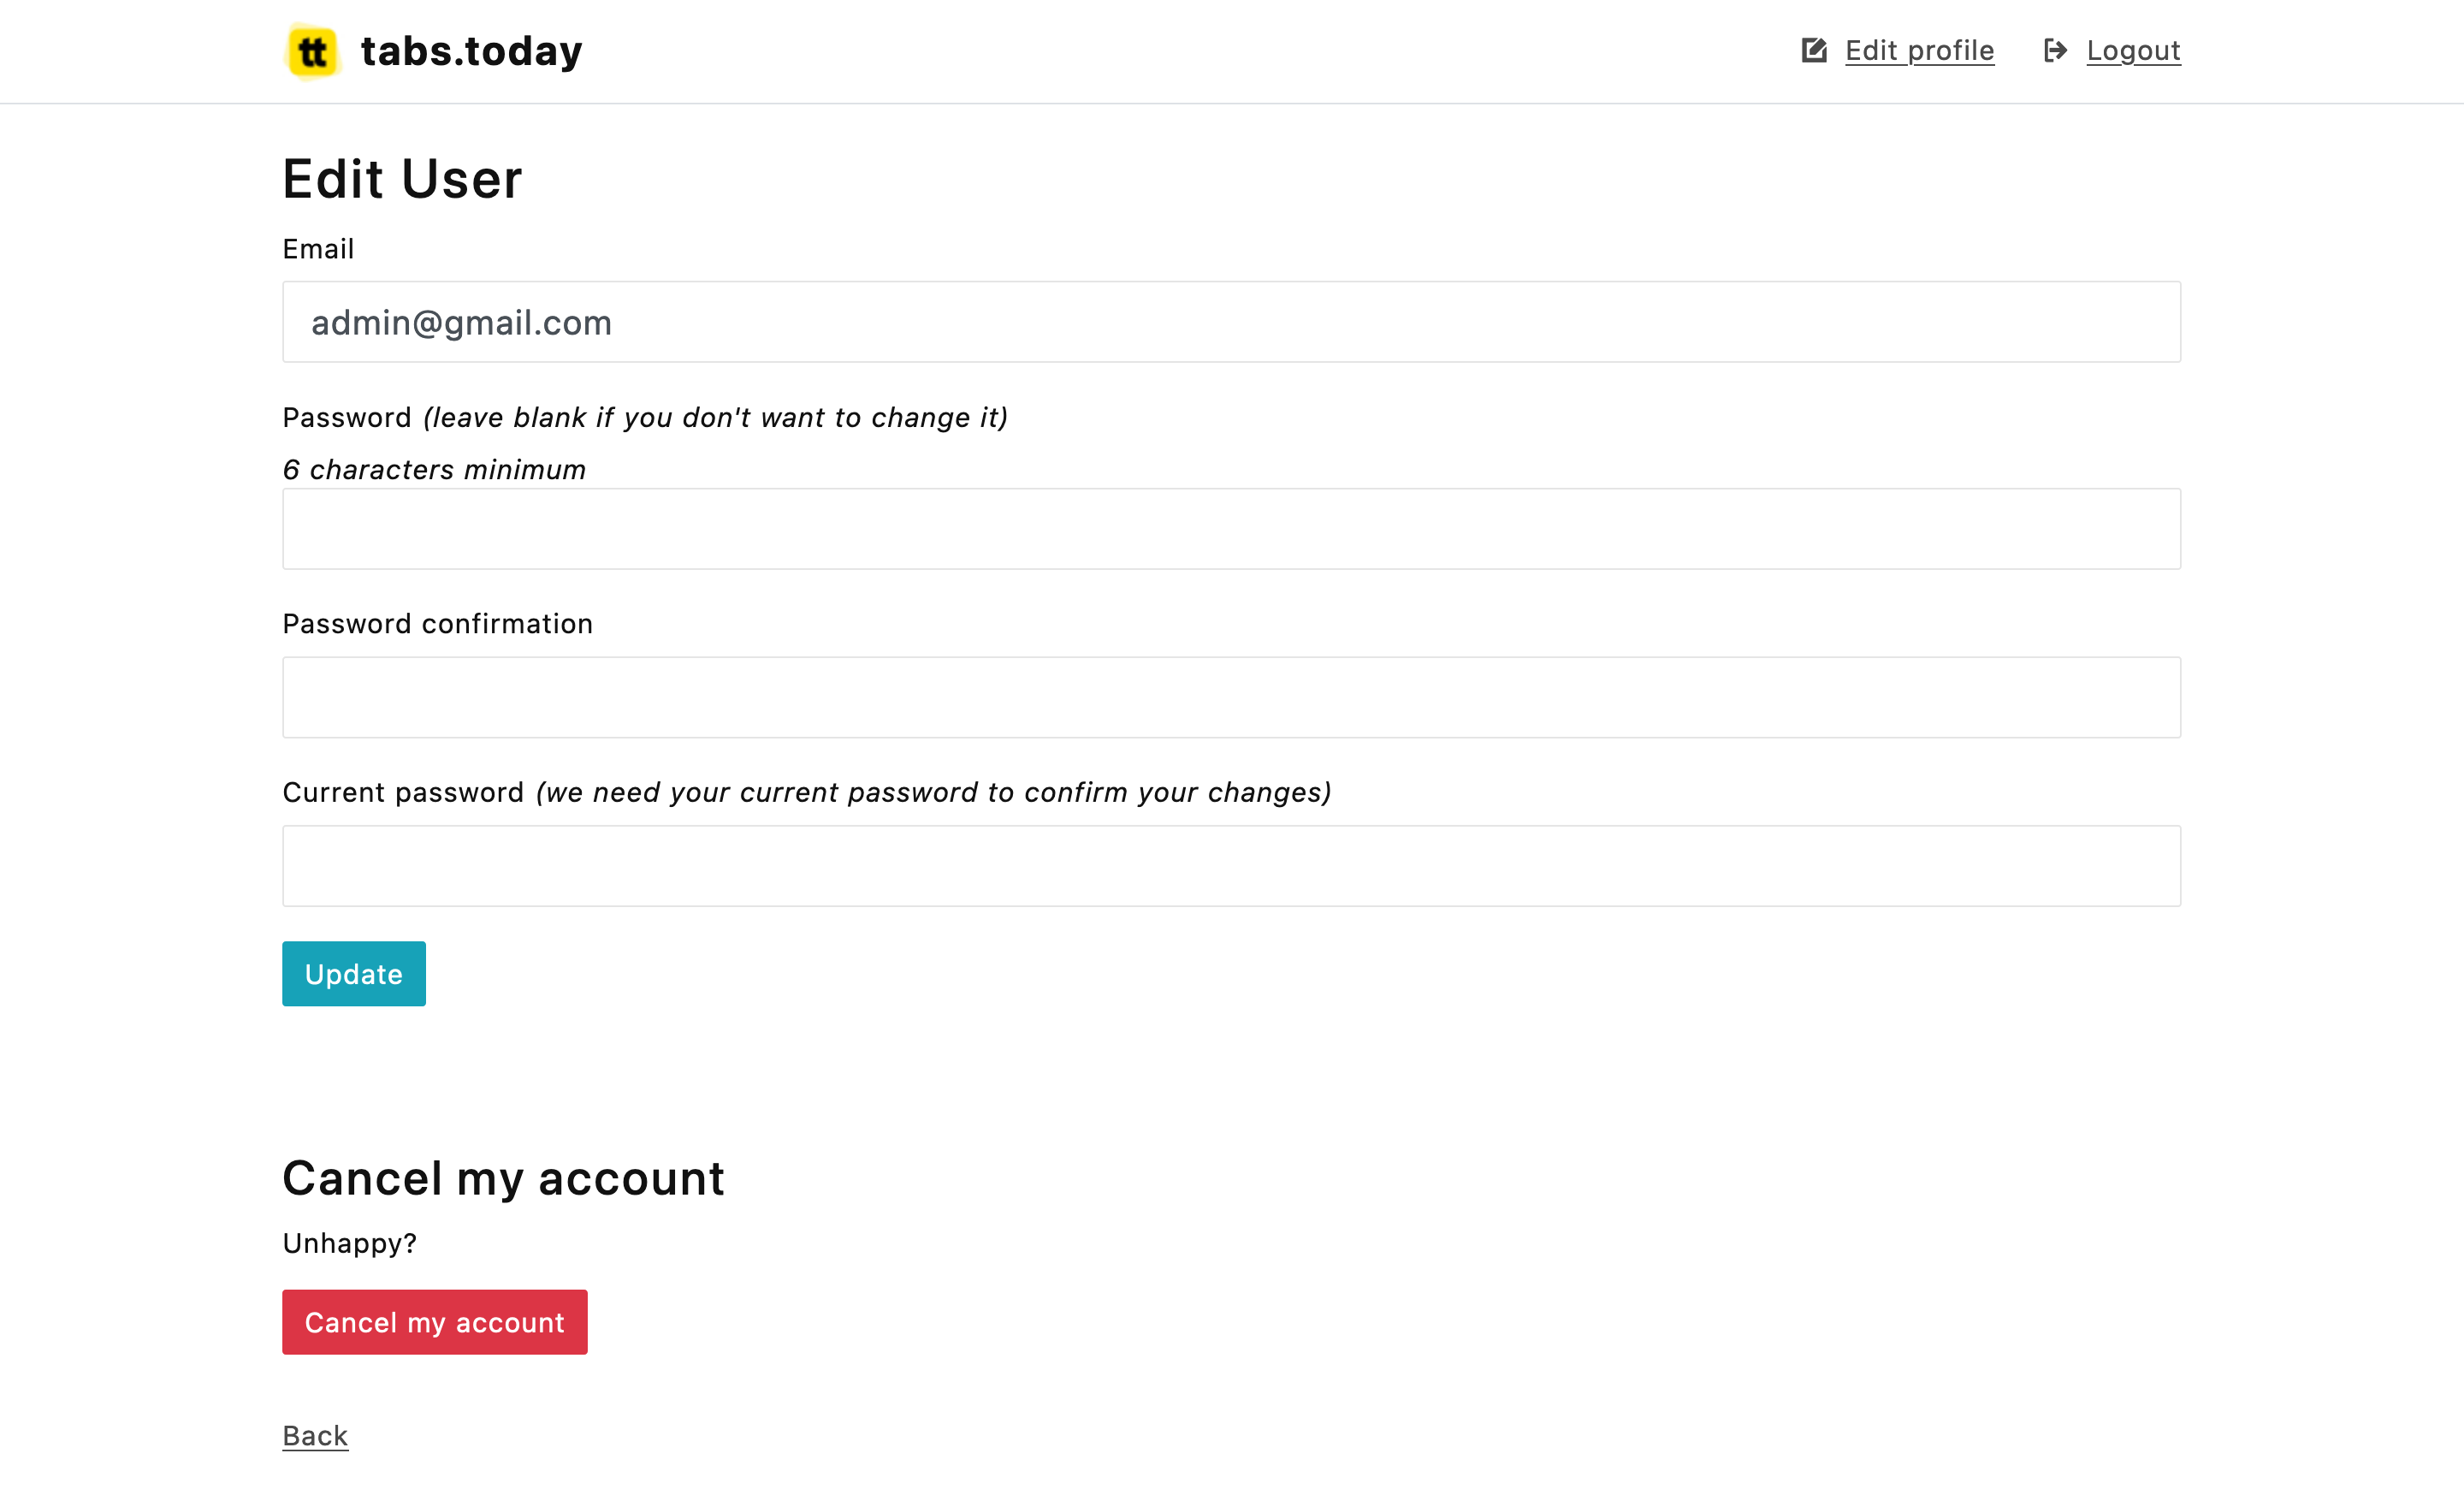 tt tabs.today Edit profile Logout
Edit User
Email
admin@gmail.com
Password (leave blank if you don't want to change it)
6 characters minimum
Password confirmation
Current password (we need your current password to confirm your changes)
Update
Cancel my account
Unhappy?
Cancel my account
Back